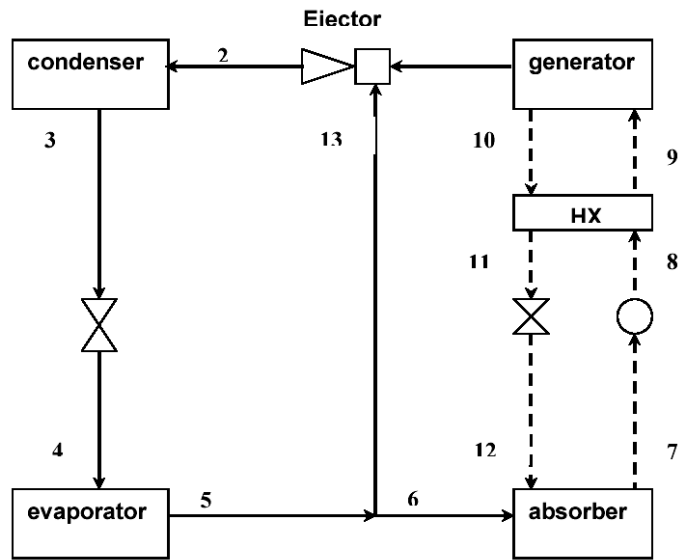 Ejector
condenser
2
generator
3
13
10
9
HX
11
8
4
12
7
evaporator
5
6
absorber